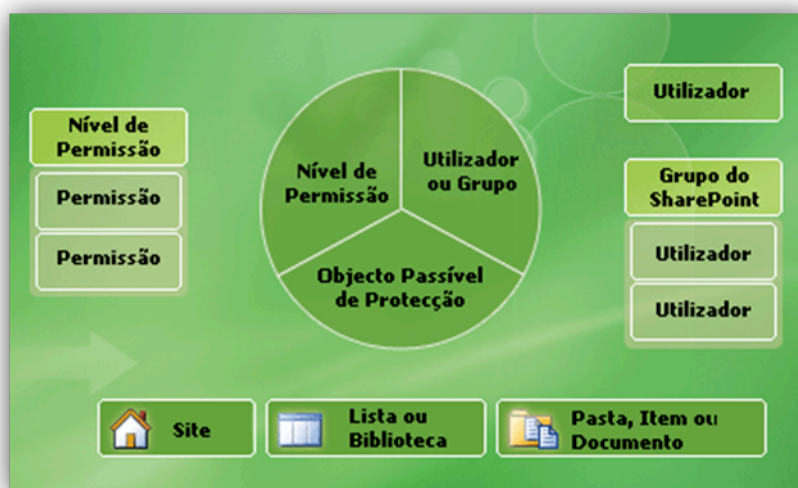 Nível de
Permissão
Permissão
Permissão
Nível de
Permissão
Utilizador
ou Grupo
Objecto Passível
de Protecção
Utilizador
Grupo do
SharePoint
Utilizador
Utilizador
Site
Lista ou
Biblioteca
Pasta, Item ou
Documento